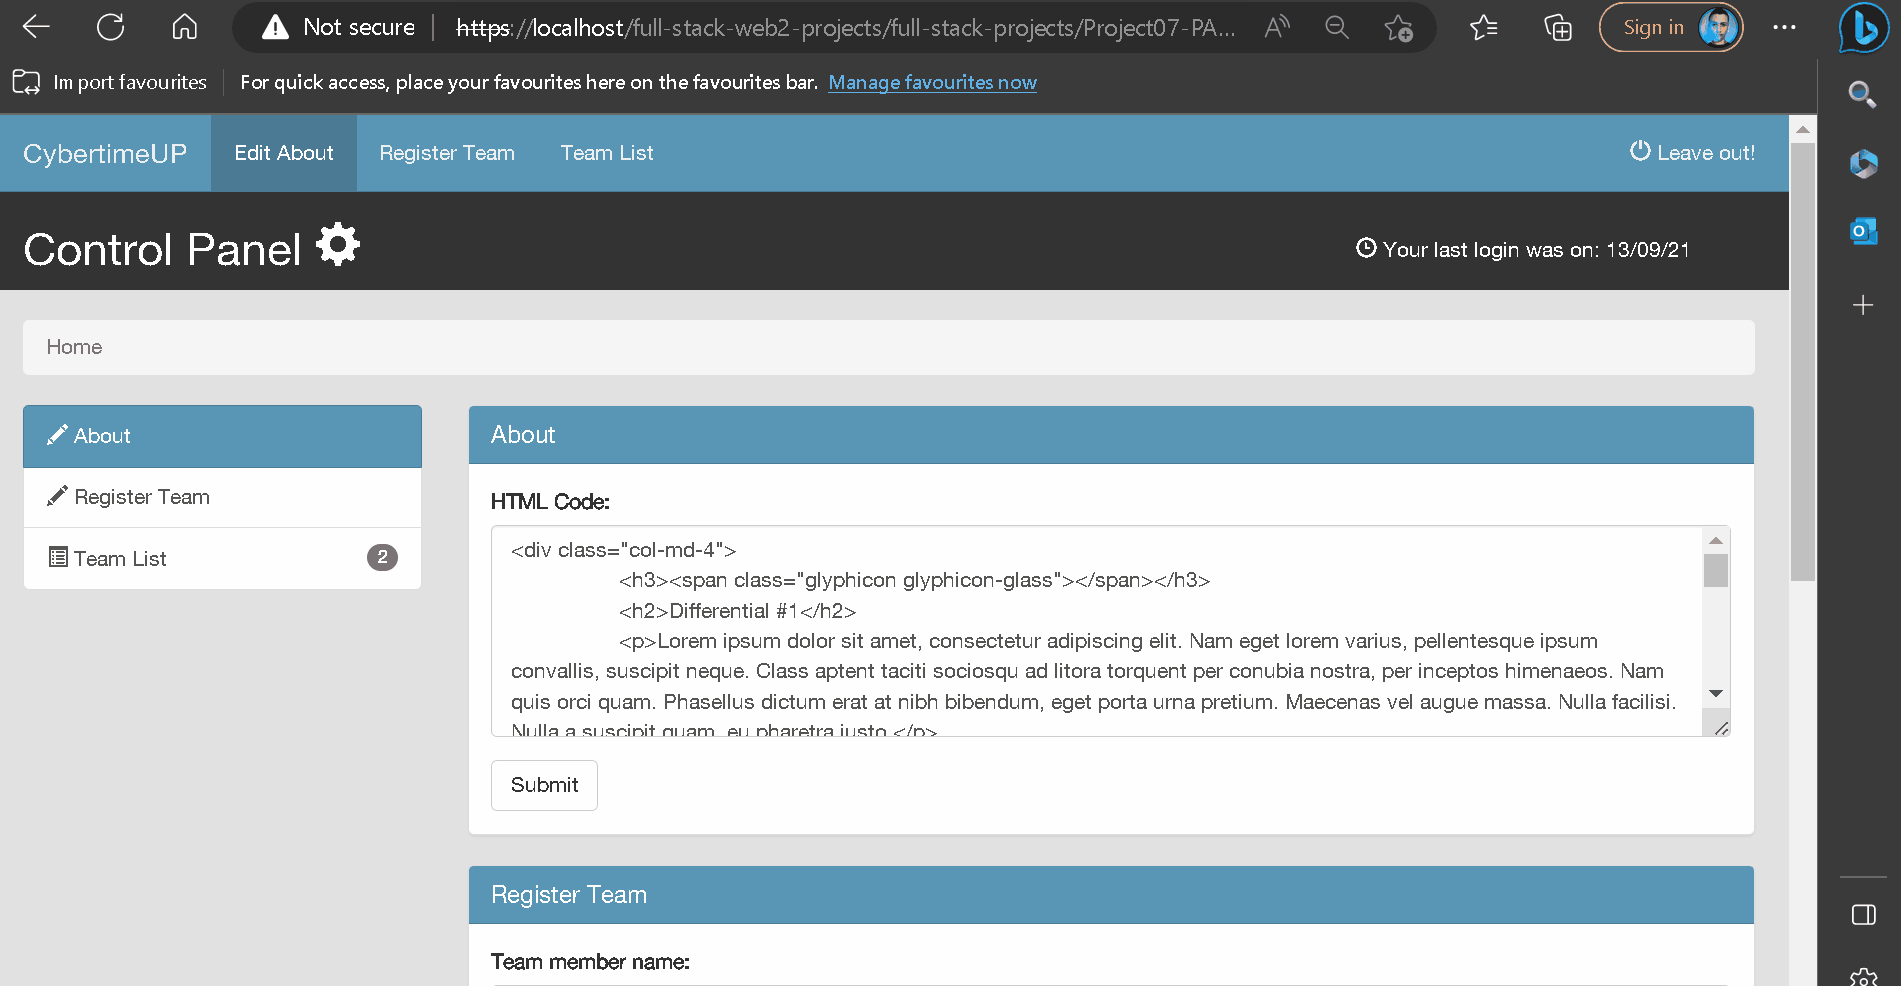 Not secure https://localhost/full-stack-web2-projects/full-stack-projects/Project07-PA... A Sign in
Import favourites For quick access, place your favourites here on the favourites bar. Manage favourites now
CybertimeUP Edit About Register Team Team List Leave out!
Control Panel Your last login was on: 13/09/21
Home
About
Register Team
Team List 2
About
HTML Code:
<div class="col-md-4">
<h3><span class="glyphicon glyphicon-glass"></span></h3>
<h2>Differential #1</h2>
<p>Lorem ipsum dolor sit amet, consectetur adipiscing elit. Nam eget lorem varius, pellentesque ipsum
convallis, suscipit neque. Class aptent taciti sociosqu ad litora torquent per conubia nostra, per inceptos himenaeos. Nam
quis orci quam. Phasellus dictum erat at nibh bibendum, eget porta urna pretium. Maecenas vel augue massa. Nulla facilisi.
Nulla a suscipit quam, eu pharetra justo.</p>
Submit
Register Team
Team member name: